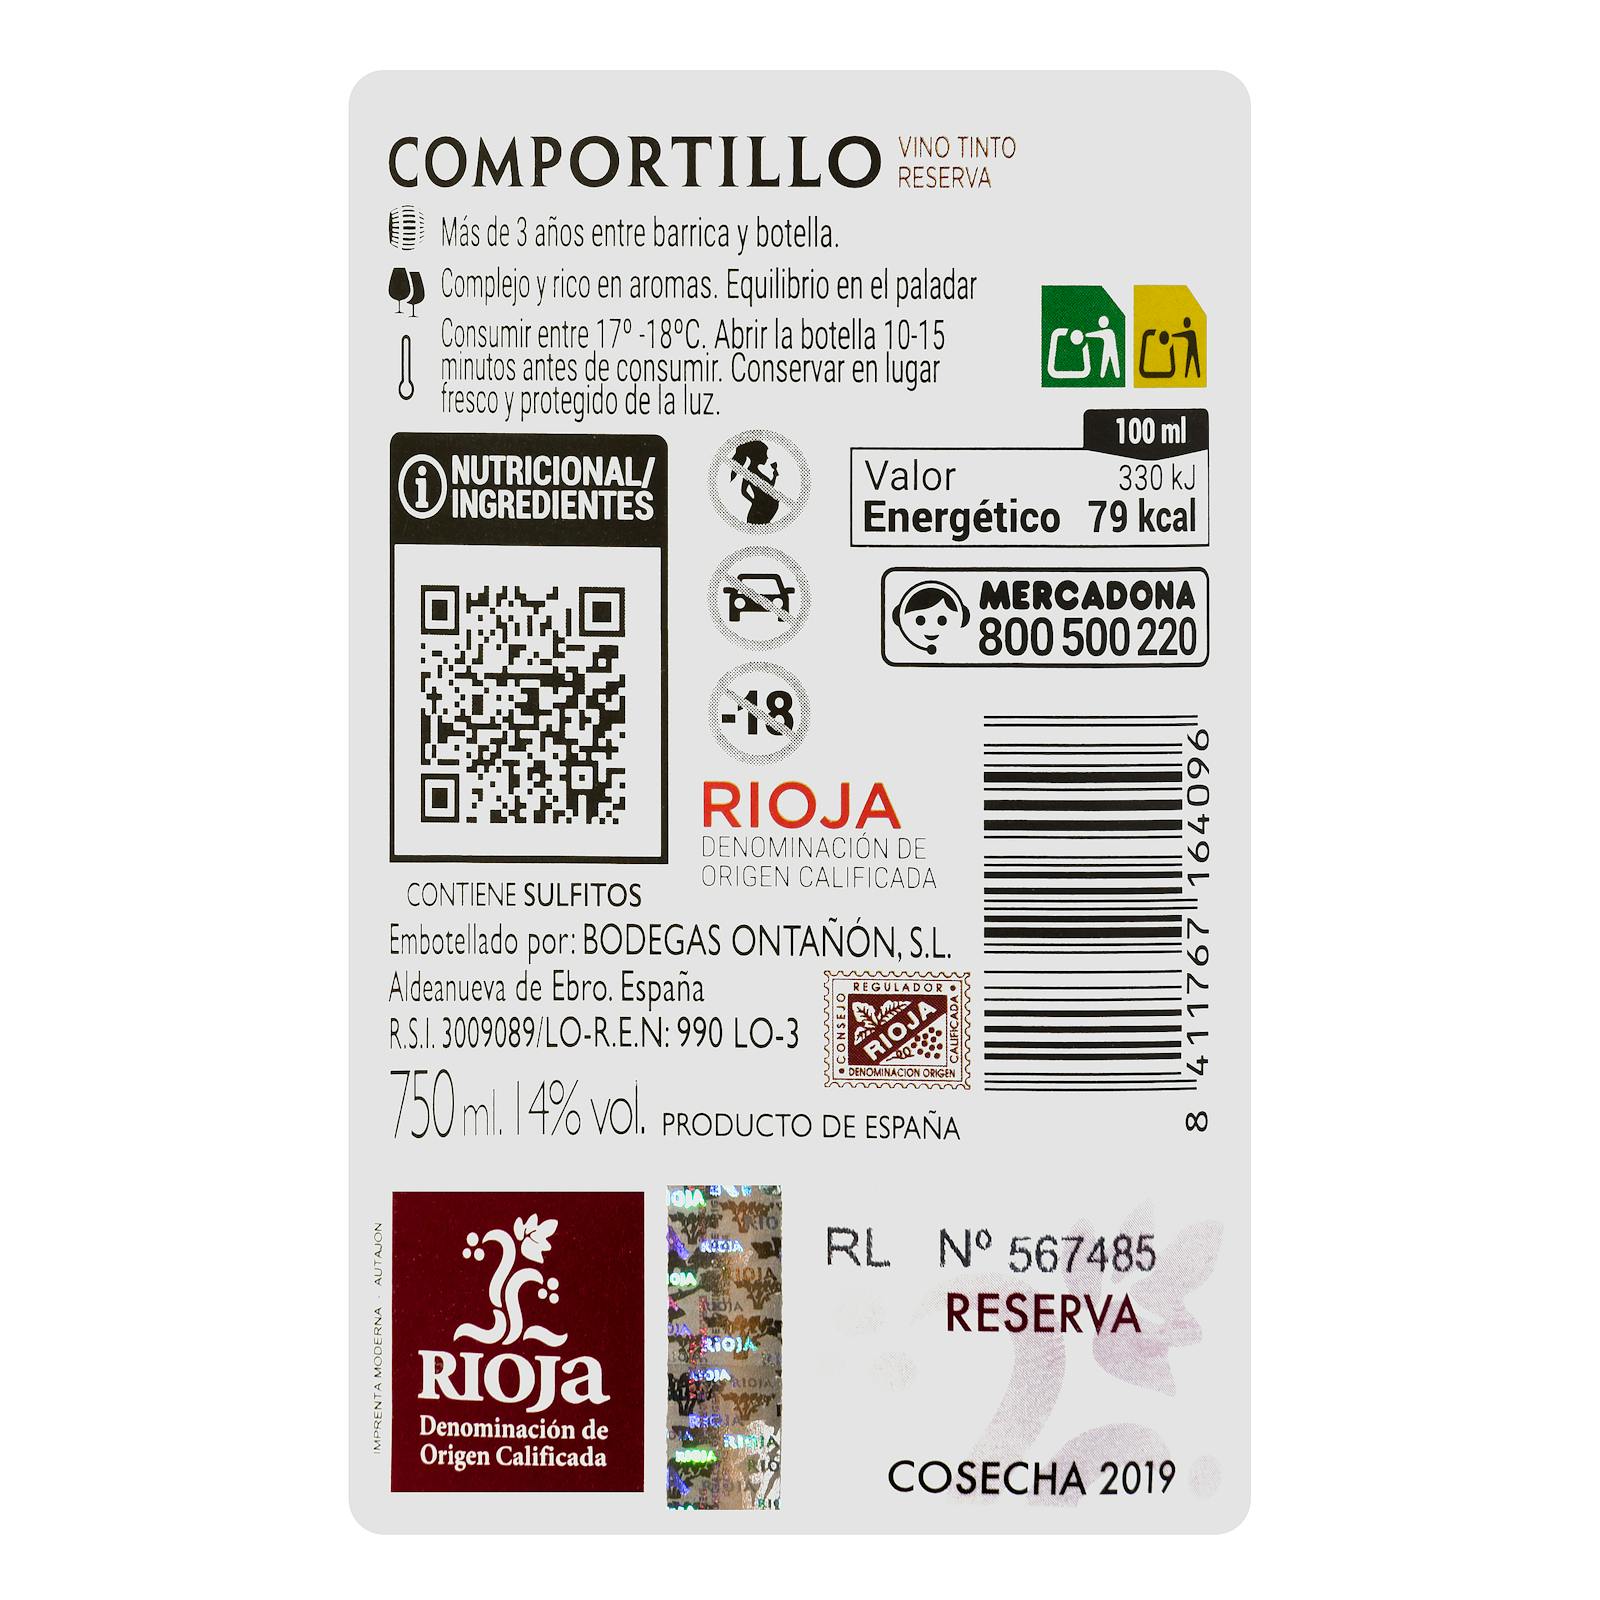 COMPORTILLO VINO TINTO
RESERVA
Más de 3 años entre barrica y botella.
Complejo y rico en aromas. Equilibrio en el paladar
Consumir entre 17º -18ºC. Abrir la botella 10-15
minutos antes de consumir. Conservar en lugar
fresco y protegido de la luz.
i NUTRICIONAL/
INGREDIENTES
100 ml
Valor 330 kJ
Energético 79 kcal
MERCADONA
800 500 220
-18
RIOJA
DENOMINACIÓN DE
ORIGEN CALIFICADA
8 411767 164096
CONTIENE SULFITOS
Embotellado por: BODEGAS ONTAÑÓN, S.L.
Aldeanueva de Ebro. España
R.S.I. 3009089/LO-R.E.N: 990 LO-3
CONSEJO
REGULADOR
CALIFICADA
RIOJA
DENOMINACION ORIGEN
750 ml. 14% vol. PRODUCTO DE ESPAÑA
IMPRENTA MODERNA · AUTAJON
RIOJa
Denominación de
Origen Calificada
RIOJA
RIOJA
RIOJA
RL Nº 567485
RESERVA
COSECHA 2019